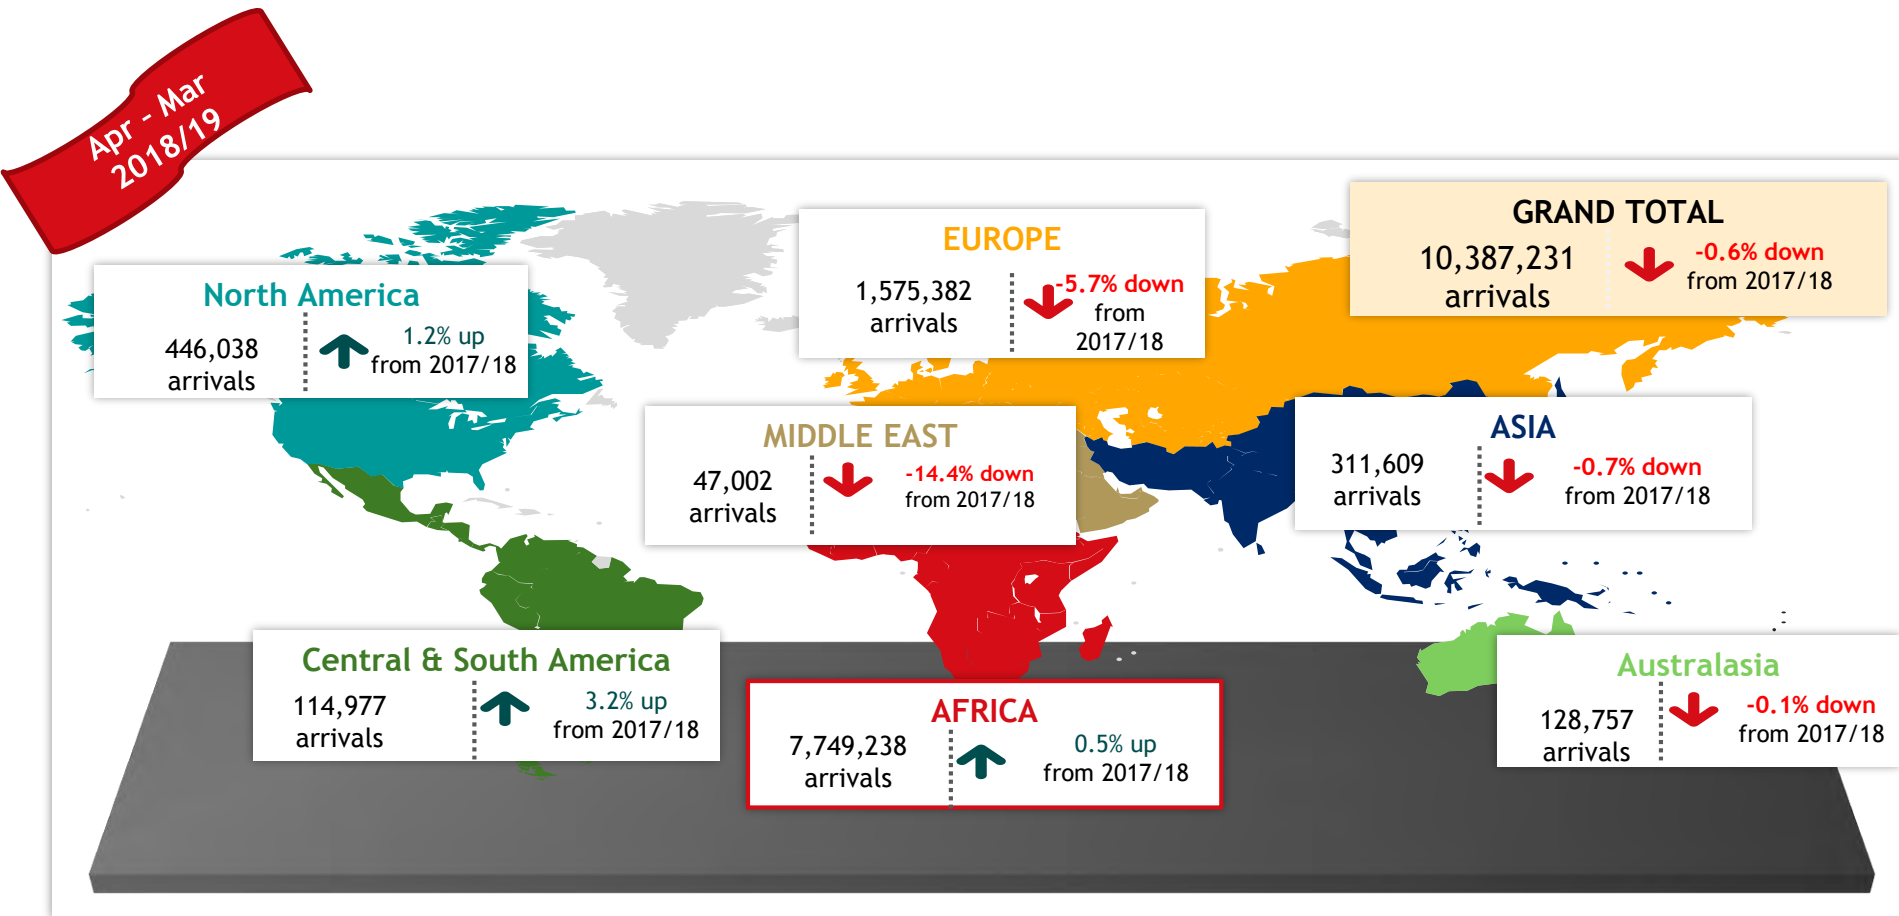 Apr - Mar
2018/19
GRAND TOTAL
10,387,231
arrivals
-0.6% down
from 2017/18
EUROPE
1,575,382
arrivals
-5.7% down
from
2017/18
North America
446,038
arrivals
1.2% up
from 2017/18
MIDDLE EAST
47,002
arrivals
-14.4% down
from 2017/18
ASIA
311,609
arrivals
-0.7% down
from 2017/18
Central & South America
114,977
arrivals
3.2% up
from 2017/18
AFRICA
7,749,238
arrivals
0.5% up
from 2017/18
Australasia
128,757
arrivals
-0.1% down
from 2017/18